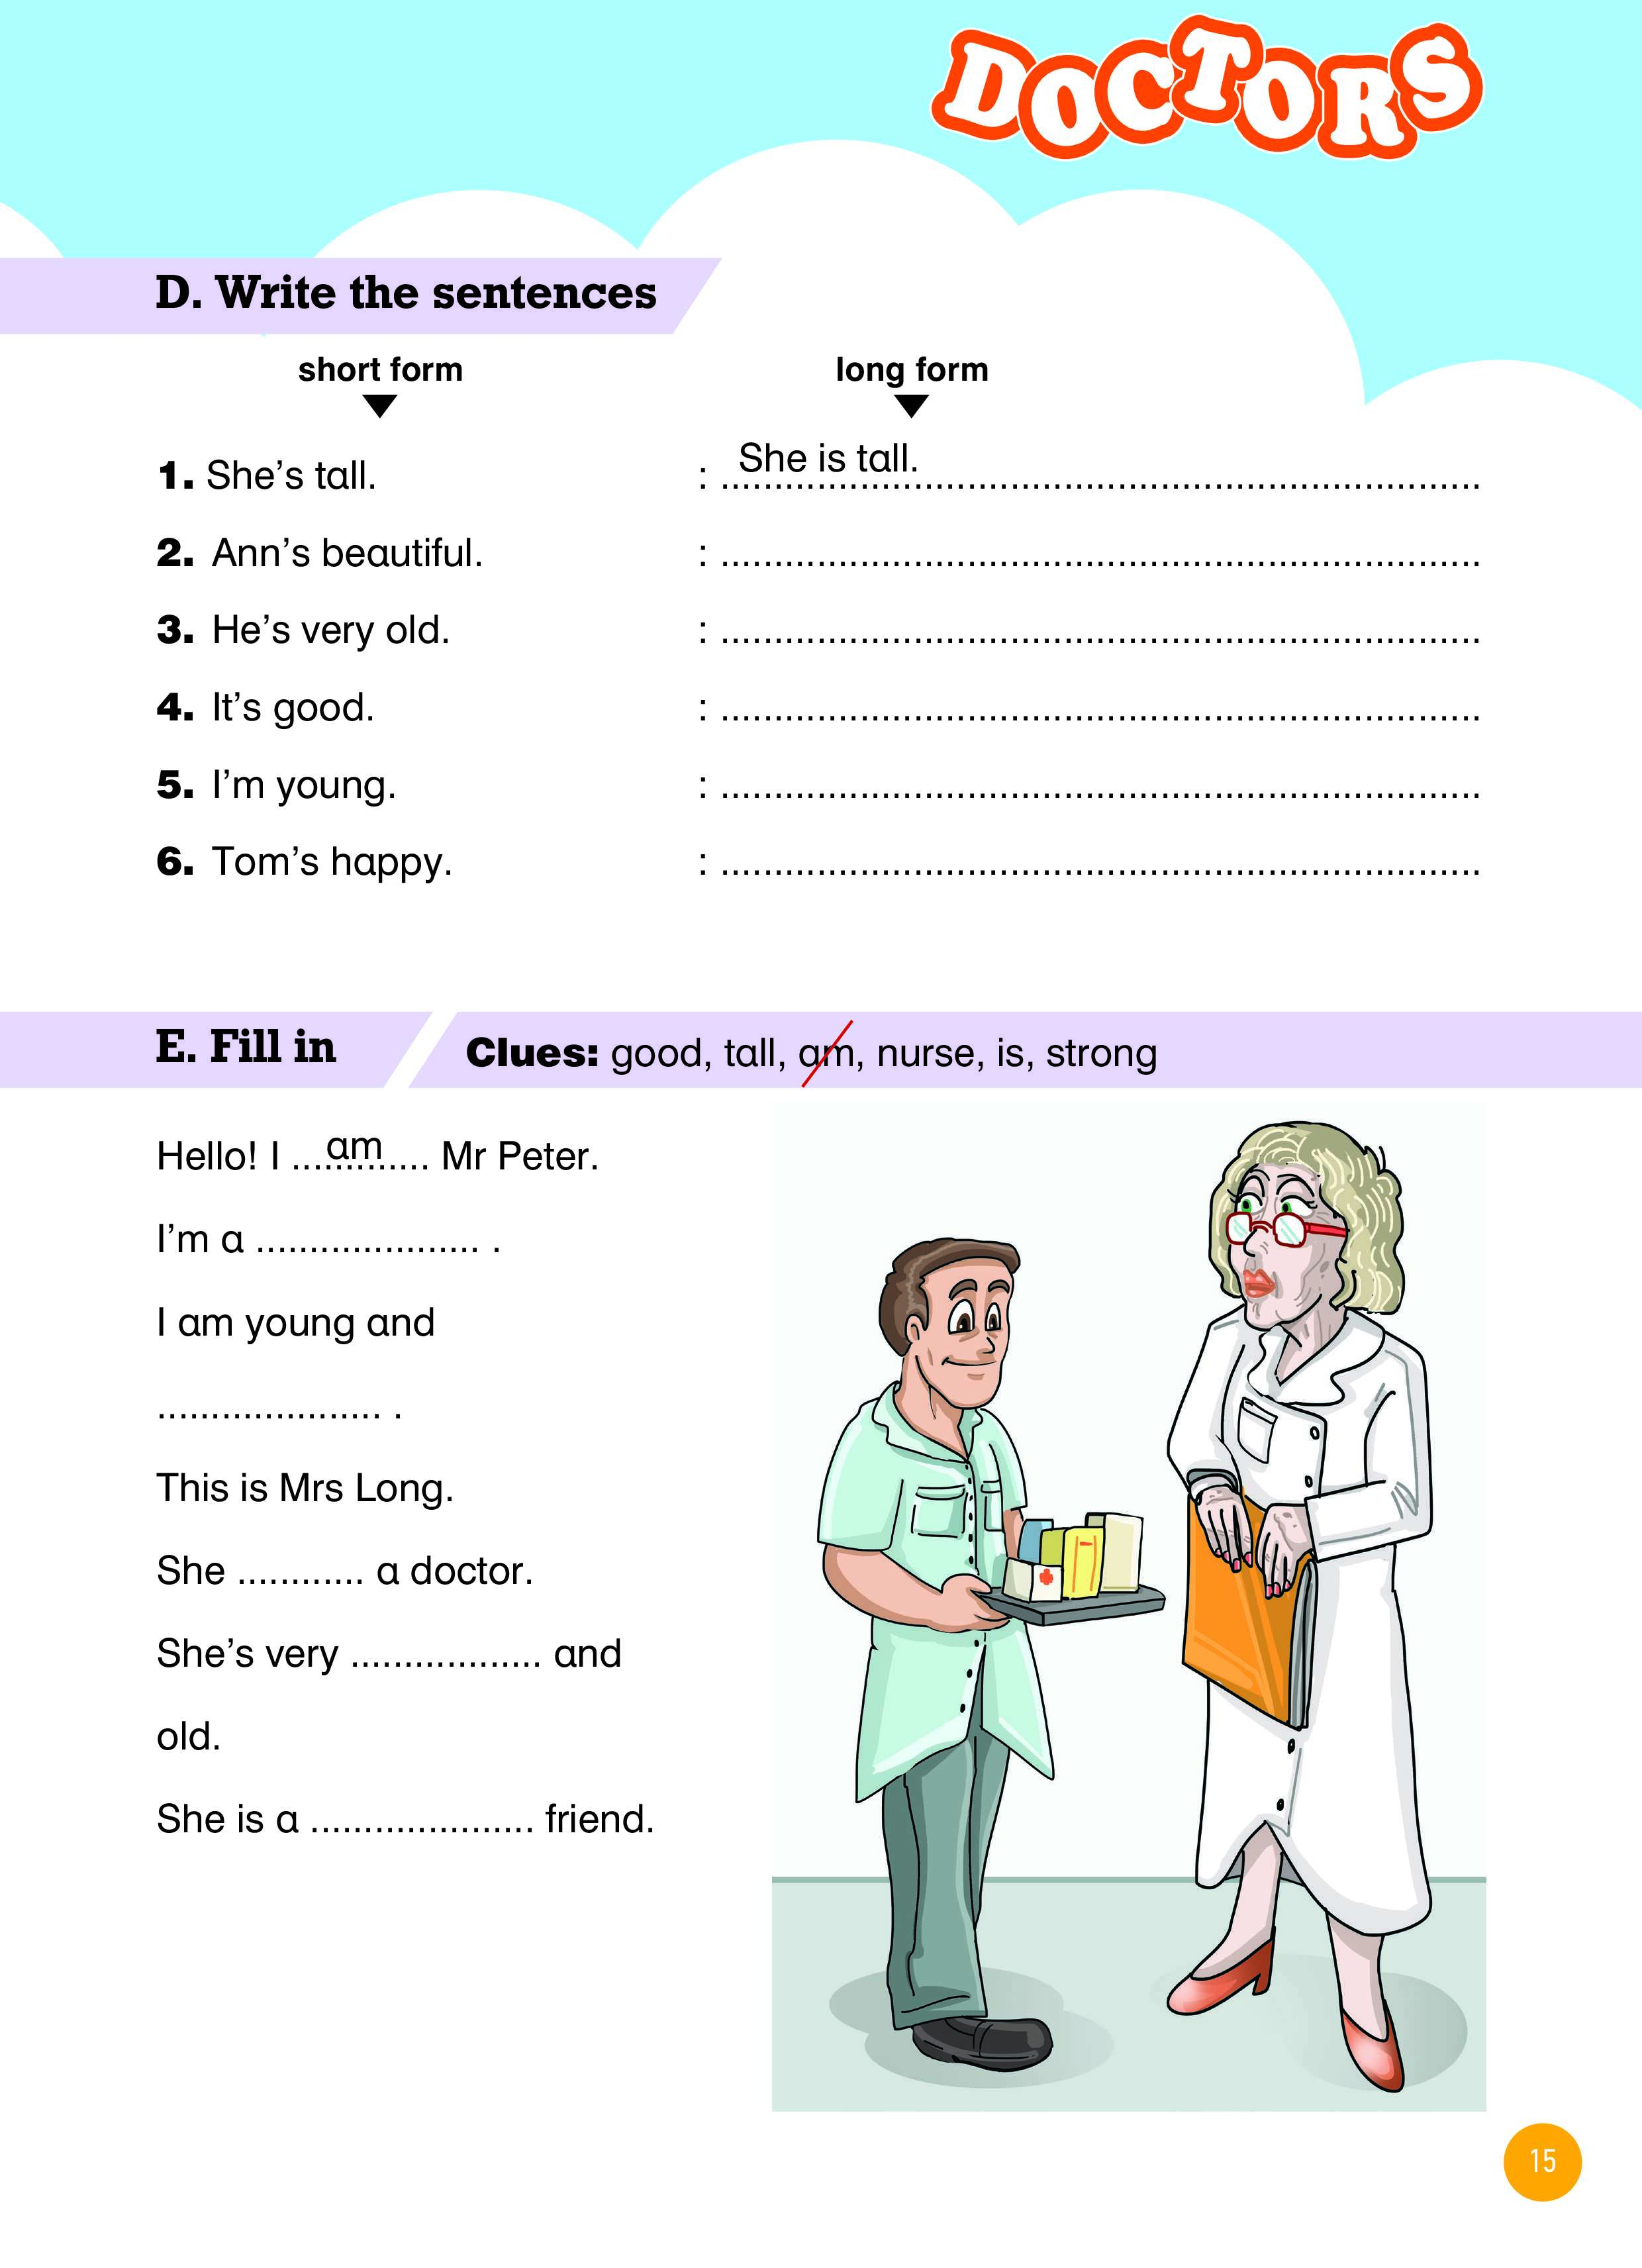 DOCTORS
D. Write the sentences
short form long form
1. She’s tall. : She is tall.
2. Ann’s beautiful. : ........................................
3. He’s very old. : ........................................
4. It’s good. : ........................................
5. I’m young. : ........................................
6. Tom’s happy. : ........................................
E. Fill in Clues: good, tall, am, nurse, is, strong
Hello! I ....am....... Mr Peter.
I’m a ..................... .
I am young and
..................... .
This is Mrs Long.
She ............ a doctor.
She’s very .................. and
old.
She is a ..................... friend.
15